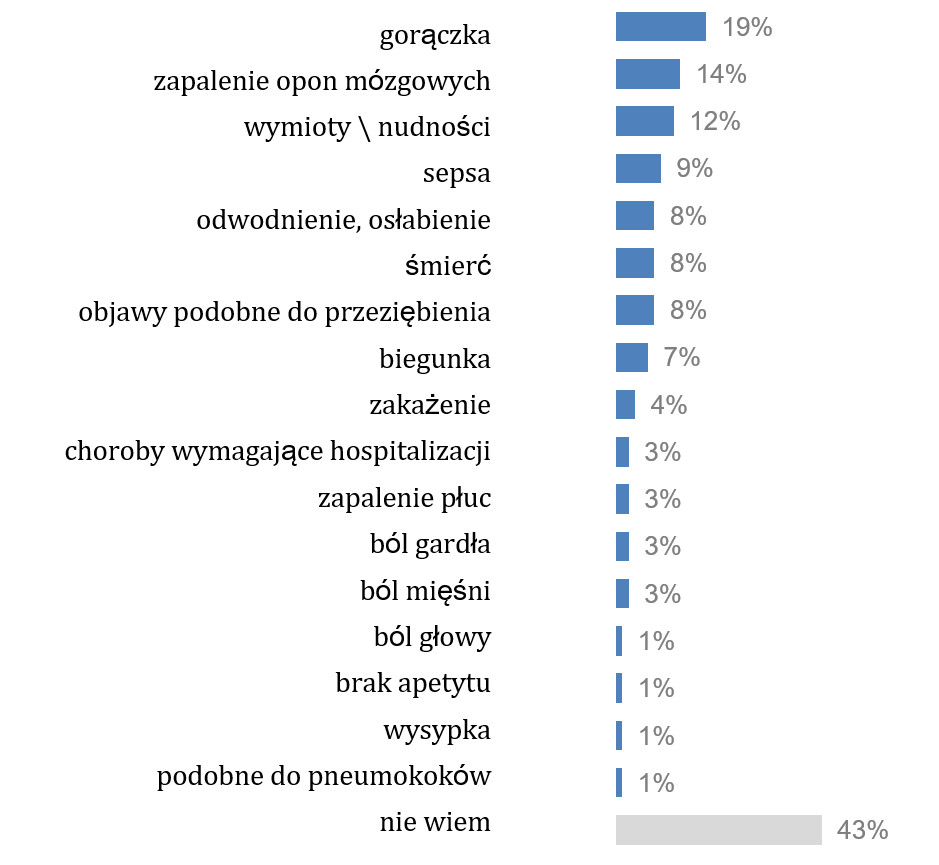 gorączka 19%
zapalenie opon mózgowych 14%
wymioty \ nudności 12%
sepsa 9%
odwodnienie, osłabienie 8%
śmierć 8%
objawy podobne do przeziębienia 8%
biegunka 7%
zakażenie 4%
choroby wymagające hospitalizacji 3%
zapalenie płuc 3%
ból gardła 3%
ból mięśni 3%
ból głowy 1%
brak apetytu 1%
wysypka 1%
podobne do pneumokoków 1%
nie wiem 43%